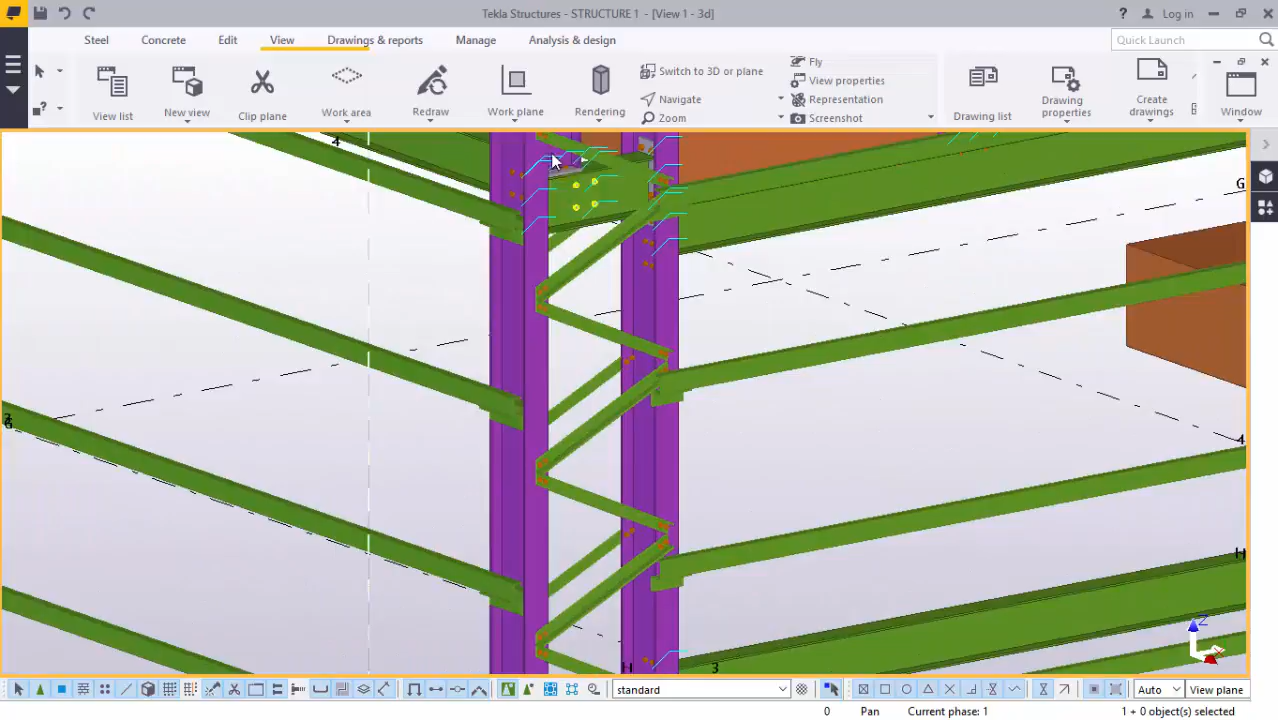 Tekla Structures - STRUCTURE 1 - [View 1 - 3d]
? Log in
Steel Concrete Edit View Drawings & reports Manage Analysis & design
Quick Launch
View list
New view
Clip plane
Work area
Redraw
Work plane
Rendering
Switch to 3D or plane
Navigate
Zoom
Fly
View properties
Representation
Screenshot
Drawing list
Drawing
properties
Create
drawings
Window
4
G
4
H
H
3
Z
standard
Auto
View plane
0 Pan Current phase: 1 1 + 0 object(s) selected